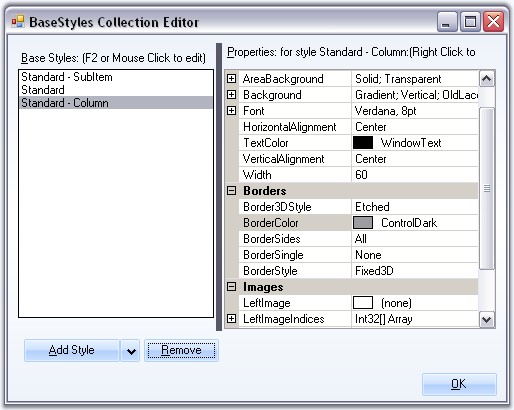 BaseStyles Collection Editor
Base Styles: (F2 or Mouse Click to edit)
Standard - SubItem
Standard
Standard - Column
Properties: for style Standard - Column:(Right Click to
AreaBackground Solid; Transparent
Background Gradient; Vertical; OldLac
Font Verdana, 8pt
HorizontalAlignment Center
TextColor WindowText
VerticalAlignment Center
Width 60
Borders
Border3DStyle Etched
BorderColor ControlDark
BorderSides All
BorderSingle None
BorderStyle Fixed3D
Images
LeftImage (none)
LeftImageIndices Int32[] Array
Add Style
Remove
OK